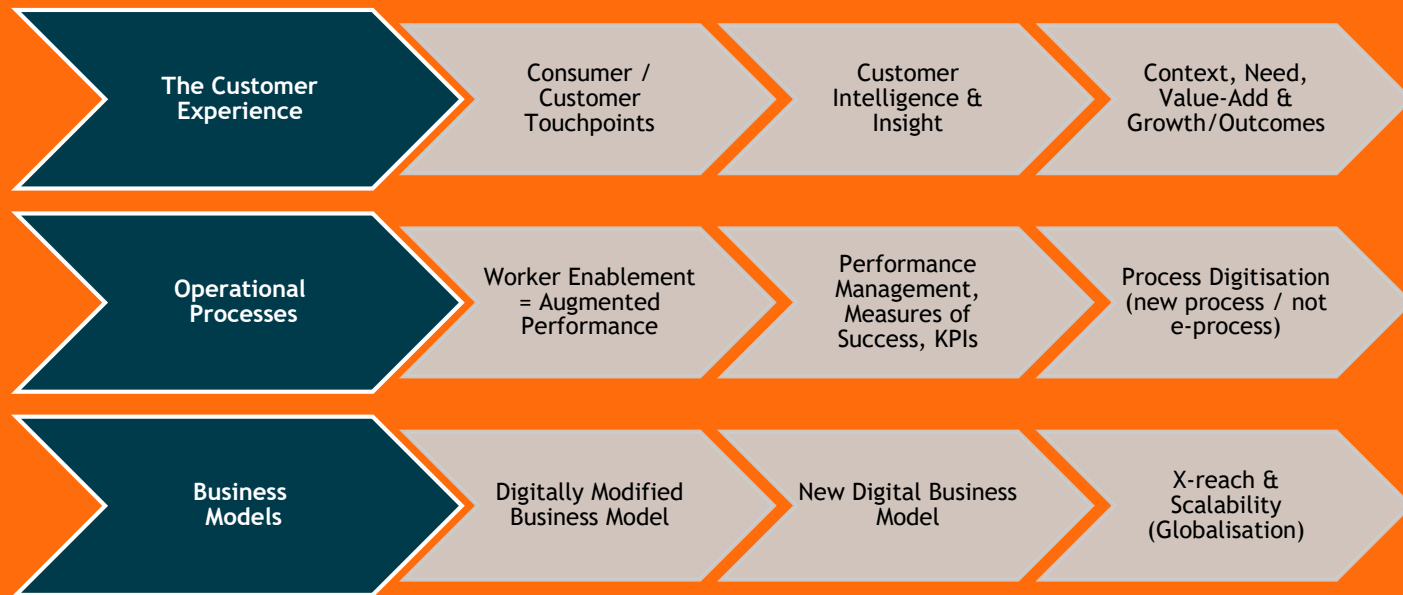 The Customer
Experience
Consumer /
Customer
Touchpoints
Customer
Intelligence &
Insight
Context, Need,
Value-Add &
Growth/Outcomes
Operational
Processes
Worker Enablement
= Augmented
Performance
Performance
Management,
Measures of
Success, KPIs
Process Digitisation
(new process / not
e-process)
Business
Models
Digitally Modified
Business Model
New Digital Business
Model
X-reach &
Scalability
(Globalisation)